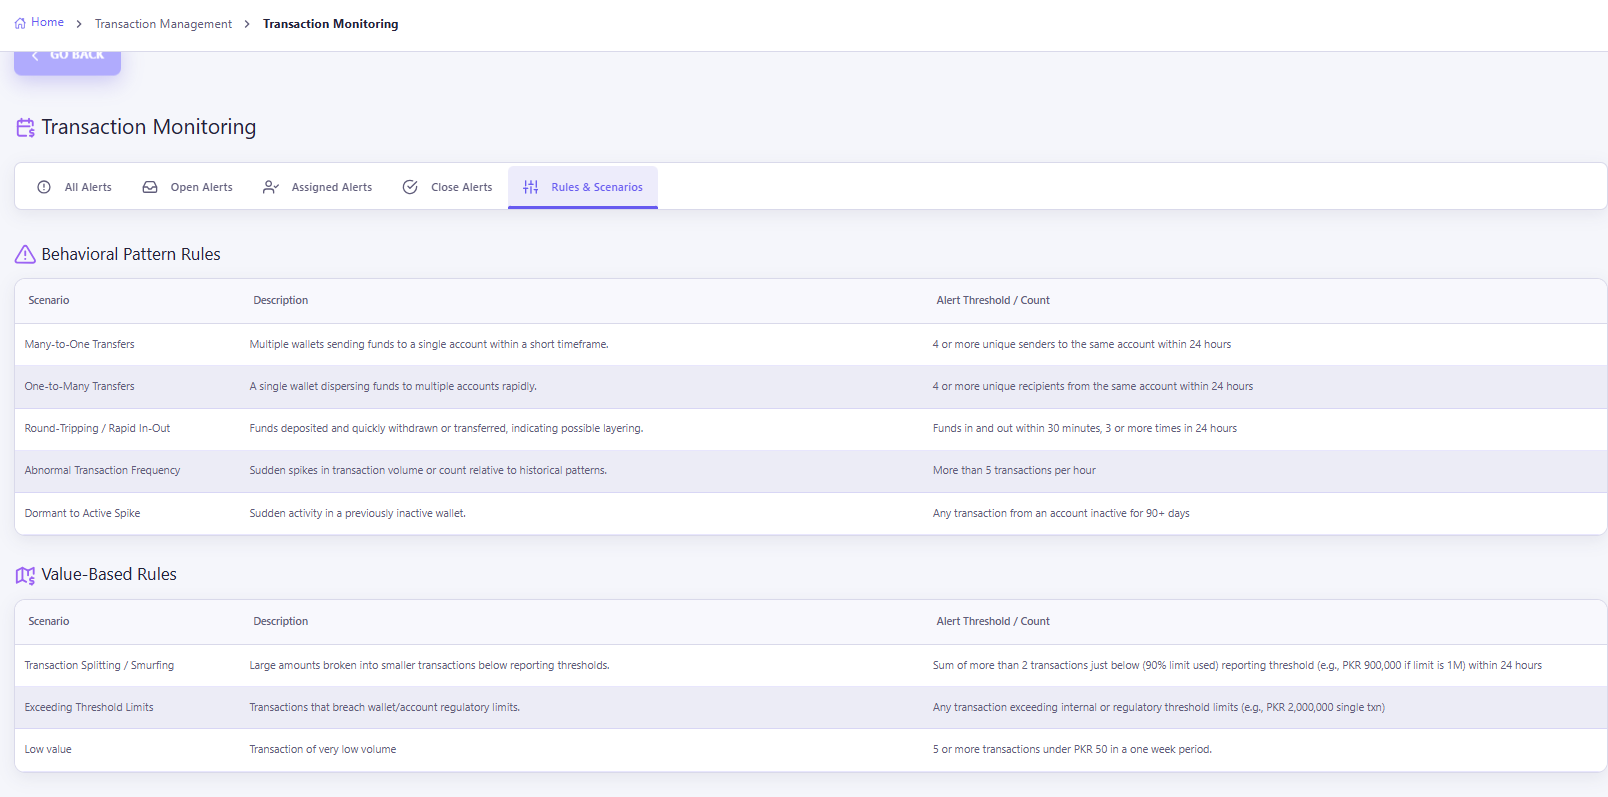 Home > Transaction Management > Transaction Monitoring
GO BACK
Transaction Monitoring
All Alerts Open Alerts Assigned Alerts Close Alerts Rules & Scenarios
Behavioral Pattern Rules
Scenario Description Alert Threshold / Count
Many-to-One Transfers Multiple wallets sending funds to a single account within a short timeframe. 4 or more unique senders to the same account within 24 hours
One-to-Many Transfers A single wallet dispersing funds to multiple accounts rapidly. 4 or more unique recipients from the same account within 24 hours
Round-Tripping / Rapid In-Out Funds deposited and quickly withdrawn or transferred, indicating possible layering. Funds in and out within 30 minutes, 3 or more times in 24 hours
Abnormal Transaction Frequency Sudden spikes in transaction volume or count relative to historical patterns. More than 5 transactions per hour
Dormant to Active Spike Sudden activity in a previously inactive wallet. Any transaction from an account inactive for 90+ days
Value-Based Rules
Scenario Description Alert Threshold / Count
Transaction Splitting / Smurfing Large amounts broken into smaller transactions below reporting thresholds. Sum of more than 2 transactions just below (90% limit used) reporting threshold (e.g., PKR 900,000 if limit is 1M) within 24 hours
Exceeding Threshold Limits Transactions that breach wallet/account regulatory limits. Any transaction exceeding internal or regulatory threshold limits (e.g., PKR 2,000,000 single txn)
Low value Transaction of very low volume 5 or more transactions under PKR 50 in a one week period.